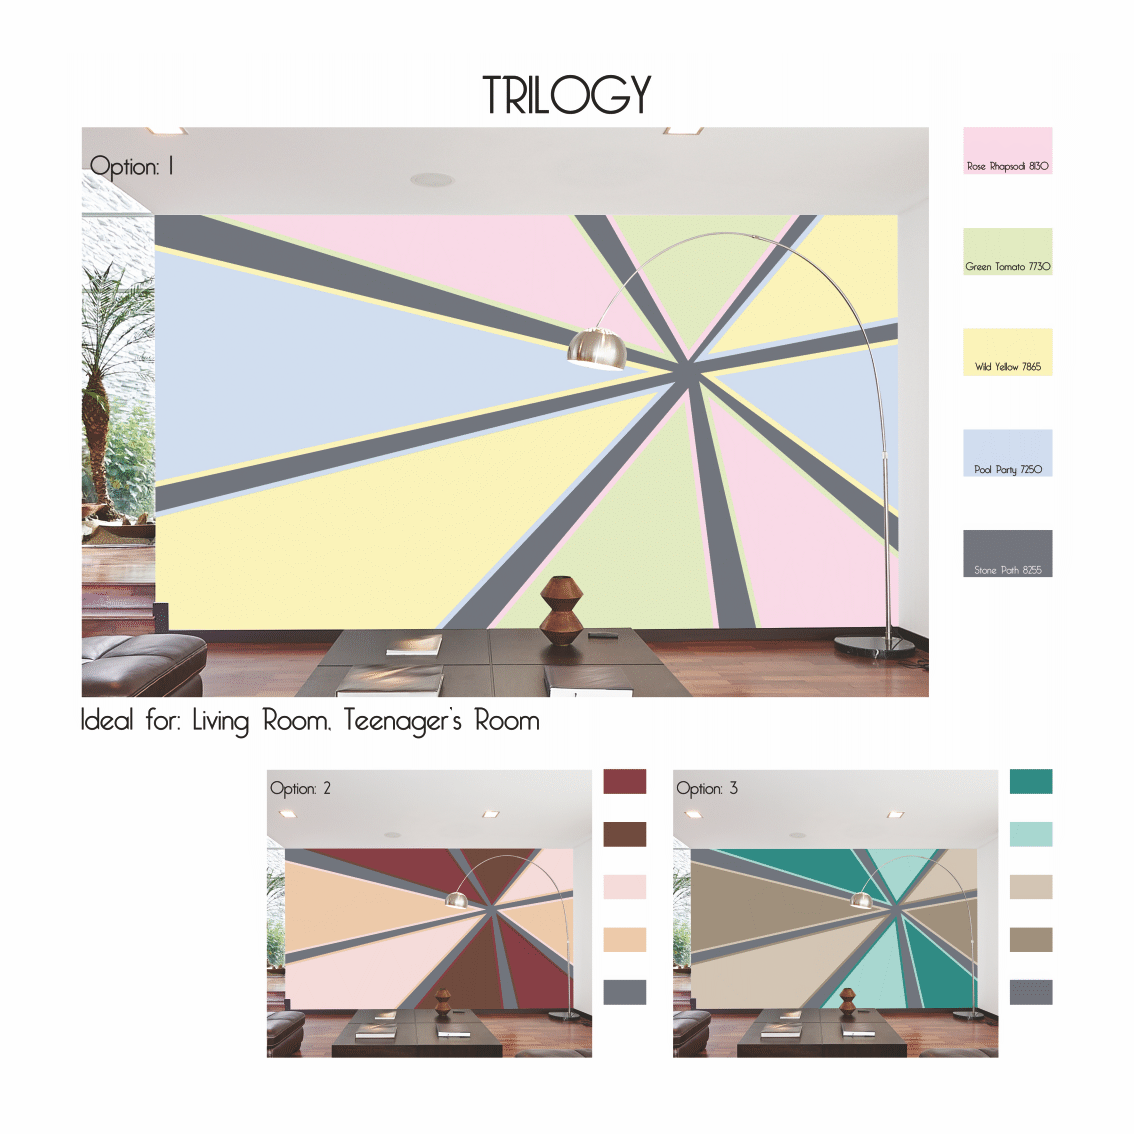 TRILOGY
Option: 1
Rose Rhapsodi 8130
Green Tomato 7730
Wild Yellow 7865
Pool Party 7250
Stone Path 8255
Ideal for: Living Room, Teenager's Room
Option: 2
Option: 3